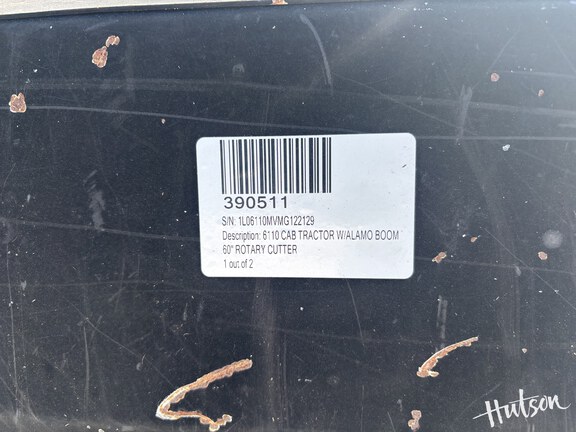 390511
S/N: 1L06110MVMG122129
Description: 6110 CAB TRACTOR W/ALAMO BOOM
60" ROTARY CUTTER
1 out of 2
Hutson